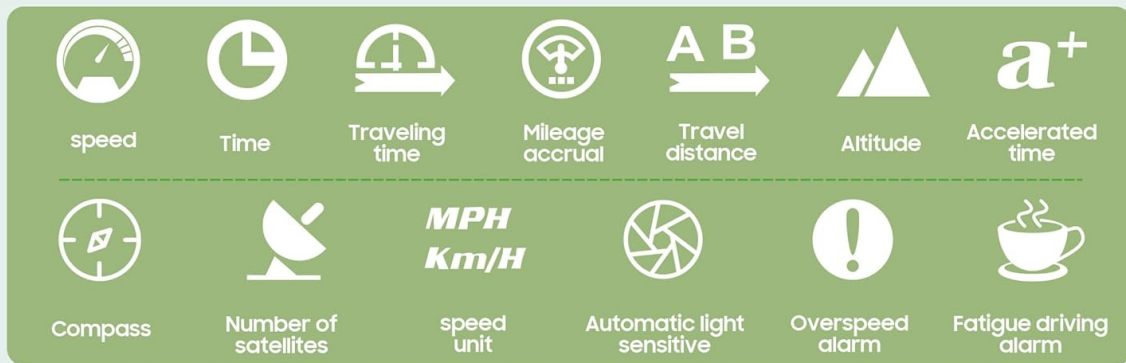 A B
a+
speed
Time
Traveling
time
Mileage
accrual
Travel
distance
Altitude
Accelerated
time
MPH
Km/H
Compass
Number of
satellites
speed
unit
Automatic light
sensitive
Overspeed
alarm
Fatigue driving
alarm